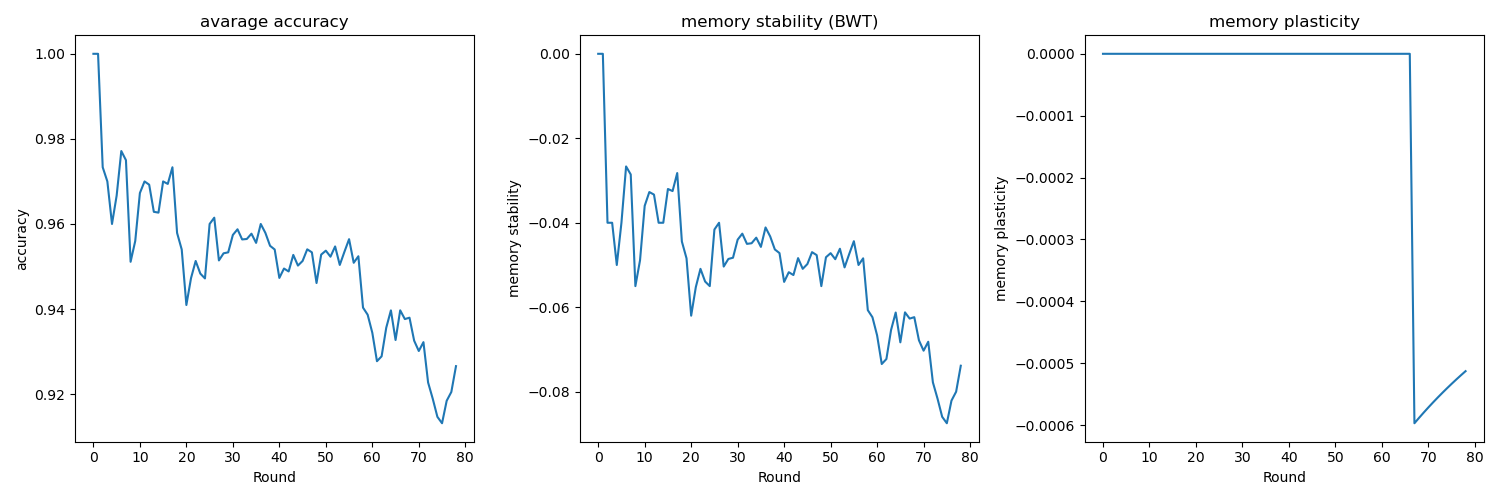 avarage accuracy
accuracy
1.00
0.98
0.96
0.94
0.92
0 10 20 30 40 50 60 70 80
Round
memory stability (BWT)
memory stability
0.00
−0.02
−0.04
−0.06
−0.08
0 10 20 30 40 50 60 70 80
Round
memory plasticity
memory plasticity
0.0000
−0.0001
−0.0002
−0.0003
−0.0004
−0.0005
−0.0006
0 10 20 30 40 50 60 70 80
Round